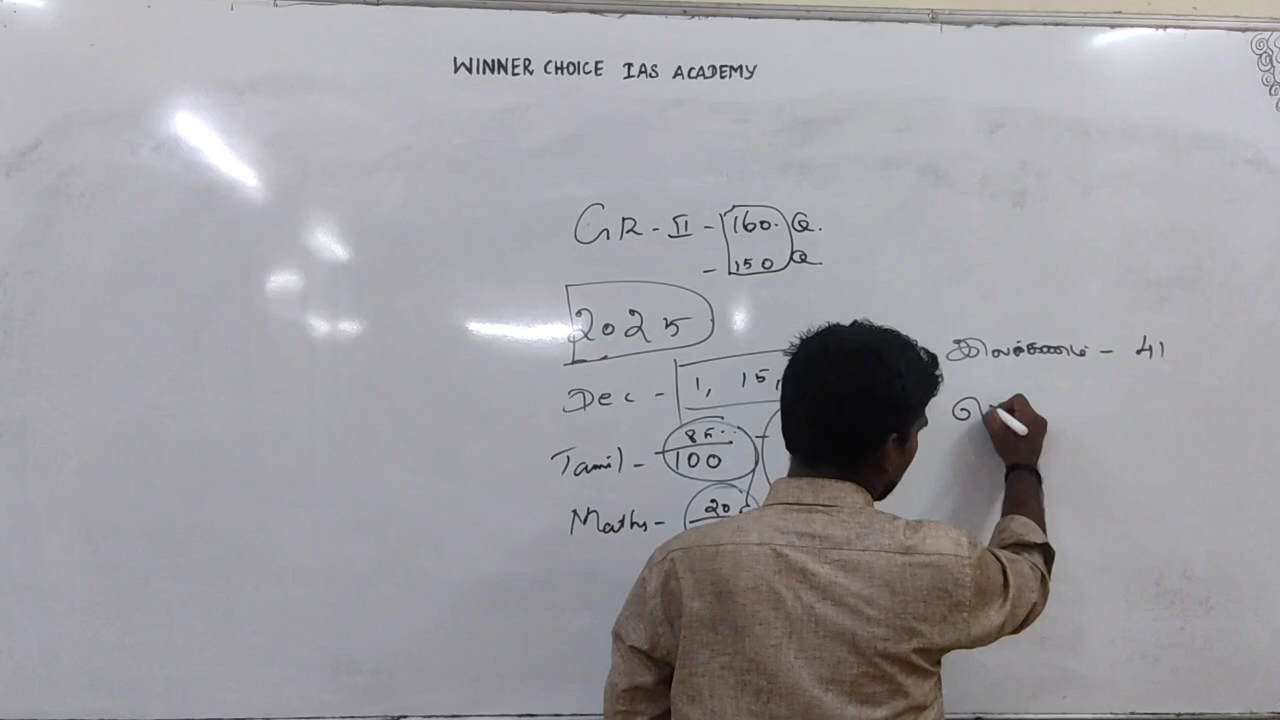 WINNER CHOICE IAS ACADEMY
GR - II - 160. Q.
- 150 Q
2025
Dec - 1, 15,
Tamil - 85
100
Maths - 20
இலக்கணம் - 41